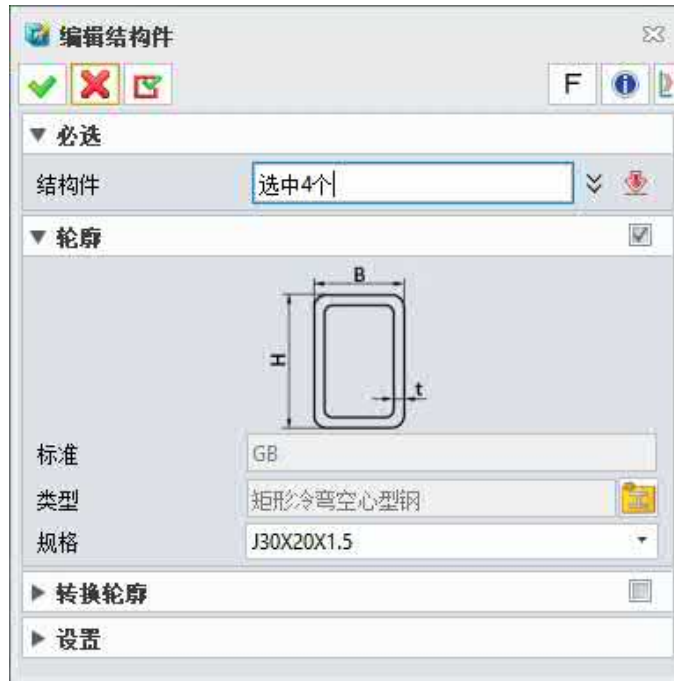 编辑结构件
F
必选
结构件 选中4个
轮廓
B
H
t
标准 GB
类型 矩形冷弯空心型钢
规格 J30X20X1.5
转换轮廓
设置